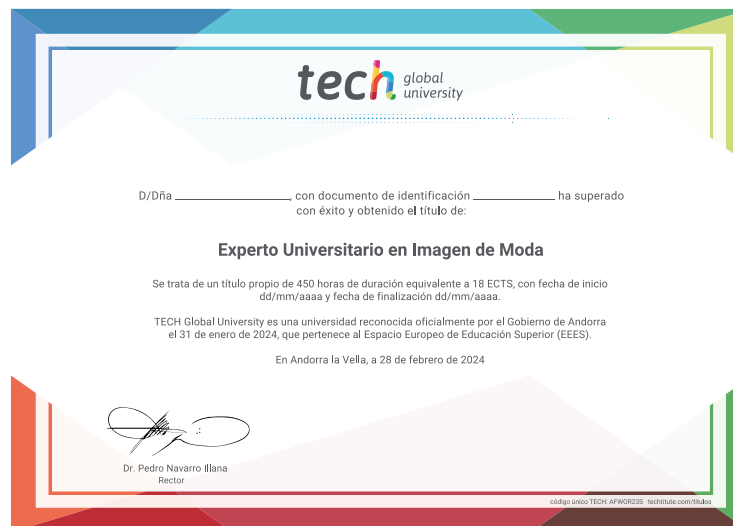 tech global university
D/Dña ____________________, con documento de identificación ______________ ha superado
con éxito y obtenido el título de:
Experto Universitario en Imagen de Moda
Se trata de un título propio de 450 horas de duración equivalente a 18 ECTS, con fecha de inicio
dd/mm/aaaa y fecha de finalización dd/mm/aaaa.
TECH Global University es una universidad reconocida oficialmente por el Gobierno de Andorra
el 31 de enero de 2024, que pertenece al Espacio Europeo de Educación Superior (EEES).
En Andorra la Vella, a 28 de febrero de 2024
Dr. Pedro Navarro Illana
Rector
código único TECH: AFWOR23S techtitute.com/titulos